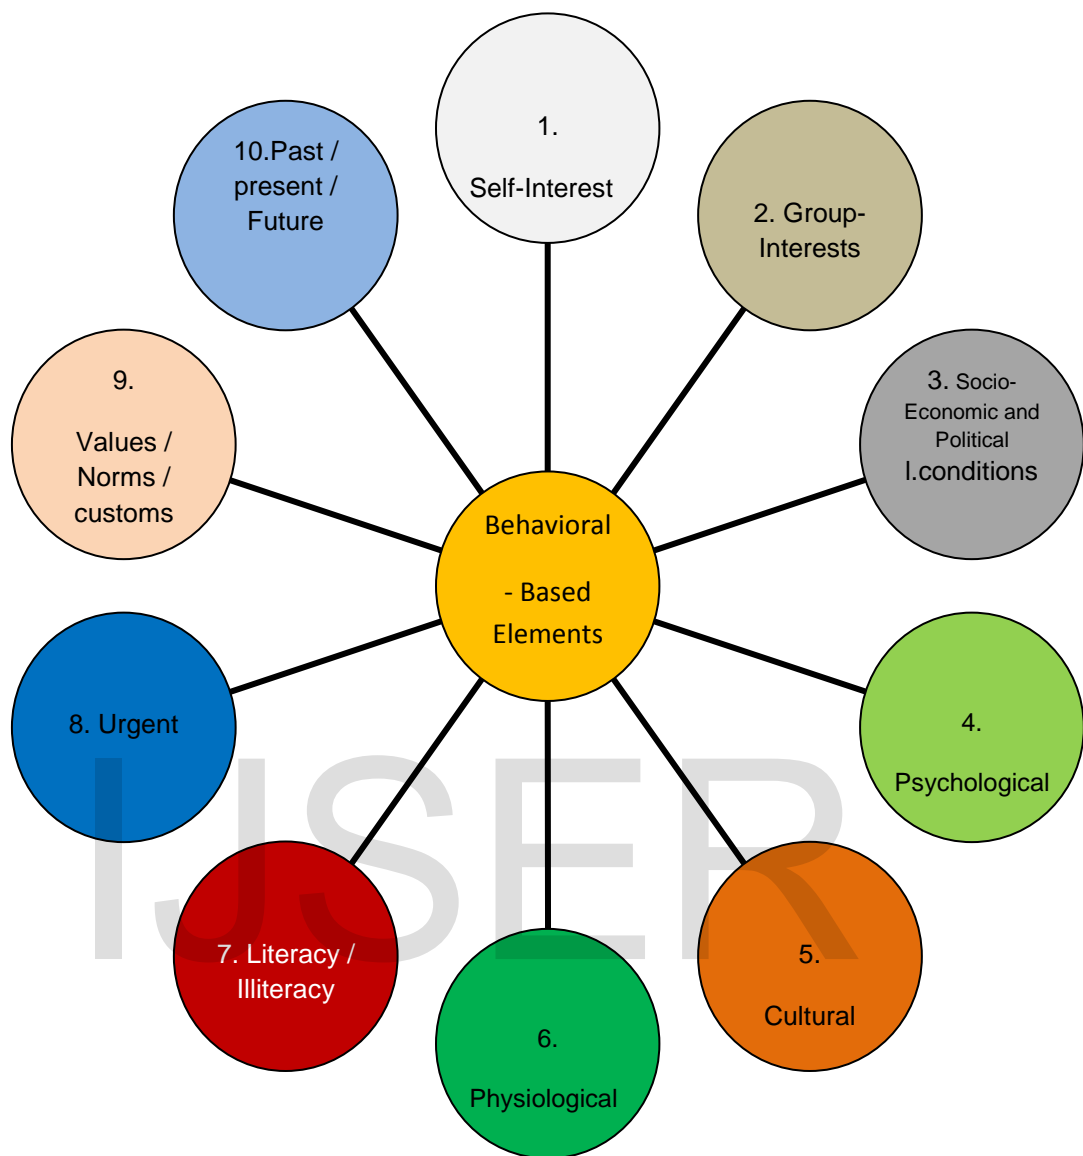 1.
Self-Interest
2. Group-
Interests
3. Socio-
Economic and
Political
l.conditions
4.
Psychological
5.
Cultural
6.
Physiological
7. Literacy /
Illiteracy
8. Urgent
9.
Values /
Norms /
customs
10.Past /
present /
Future
Behavioral
- Based
Elements
IJSER